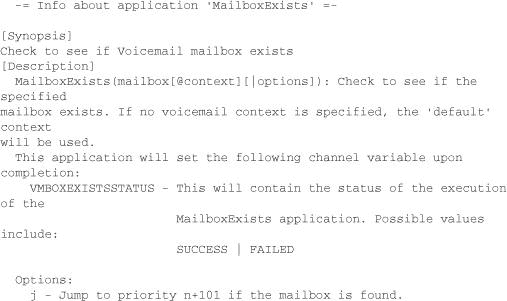 -= Info about application 'MailboxExists' =-
[Synopsis]
Check to see if Voicemail mailbox exists
[Description]
MailboxExists(mailbox[@context][|options]): Check to see if the
specified
mailbox exists. If no voicemail context is specified, the 'default'
context
will be used.
This application will set the following channel variable upon
completion:
VMBOXEXISTSSTATUS - This will contain the status of the execution
of the
MailboxExists application. Possible values
include:
SUCCESS | FAILED
Options:
j - Jump to priority n+101 if the mailbox is found.